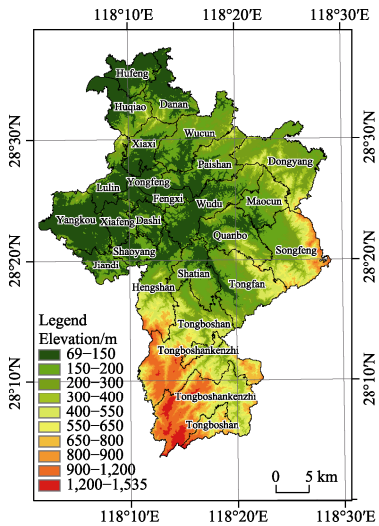 118°10′E 118°20′E 118°30′E
Hufeng
Huqiao Danan
28°30′N
Wucun
28°30′N
Xiaxi
Paishan Dongyang
Lulin Yongfeng
Fengxi Maocun
Wudu
Yangkou Xiafeng Dashi
Quanbo
Shaoyang Songfeng
28°20′N
Jiandi
28°20′N
Shatian
Hengshan Tongfan
Legend
Tongboshan
Elevation/m
Tongboshankenzhi
69−150
150−200
28°10′N
200−300
28°10′N
300−400
Tongboshankenzhi
400−550
550−650
Tongboshan
650−800
800−900
900−1,200
1,200−1,535
0 5 km
118°10′E 118°20′E 118°30′E